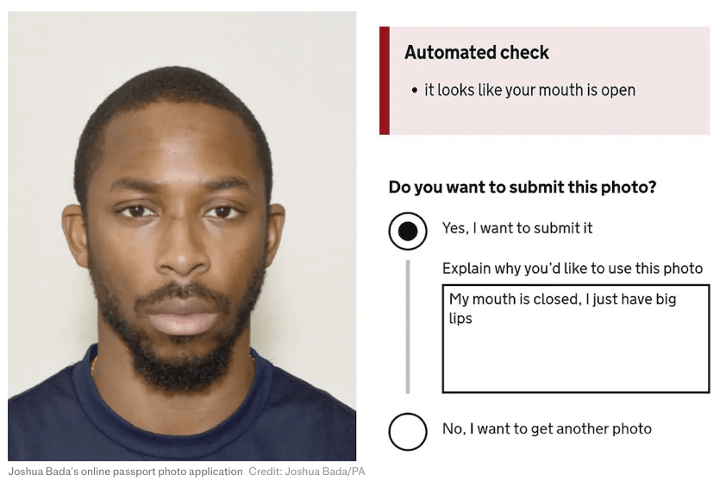 Automated check
• it looks like your mouth is open
Do you want to submit this photo?
Yes, I want to submit it
Explain why you'd like to use this photo
My mouth is closed, I just have big
lips
No, I want to get another photo
Joshua Bada's online passport photo application Credit: Joshua Bada/PA